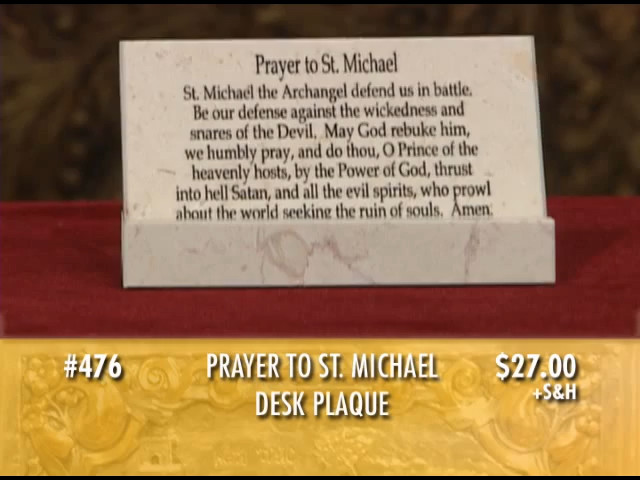 Prayer to St. Michael
St. Michael the Archangel defend us in battle.
Be our defense against the wickedness and
snares of the Devil. May God rebuke him,
we humbly pray, and do thou, O Prince of the
heavenly hosts, by the Power of God, thrust
into hell Satan, and all the evil spirits, who prowl
about the world seeking the ruin of souls. Amen.
#476 PRAYER TO ST. MICHAEL $27.00
DESK PLAQUE +S&H